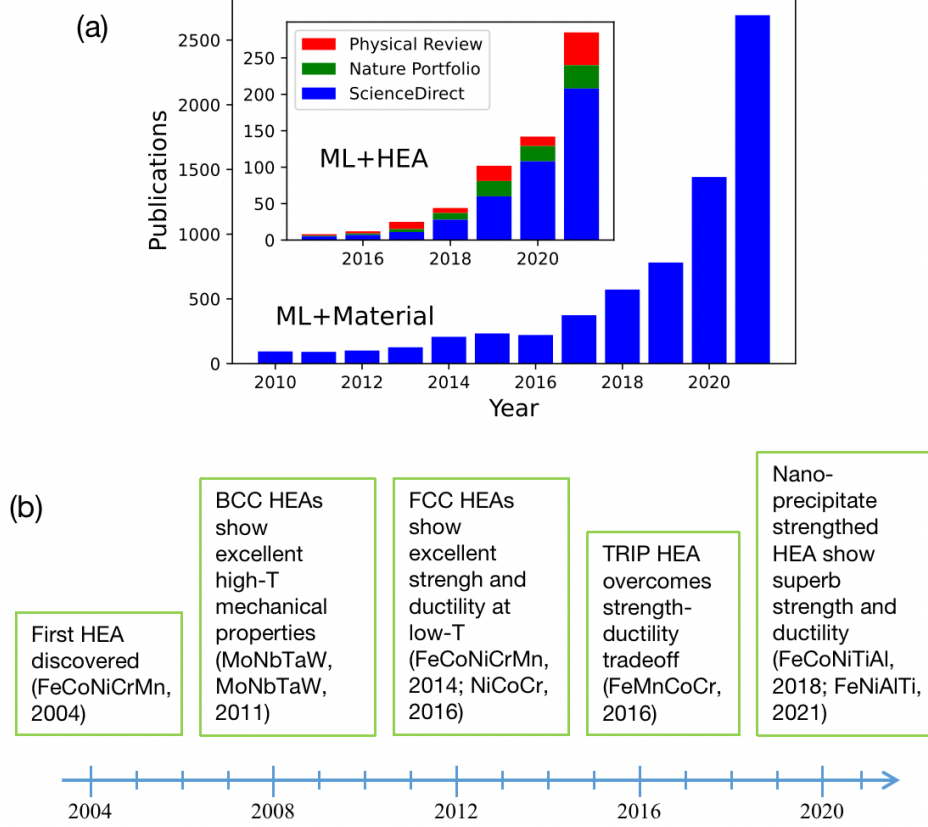 (a)
Publications
2500
2000
1500
1000
500
0
250
200
150
100
50
0
Physical Review
Nature Portfolio
ScienceDirect
ML+HEA
2016 2018 2020
ML+Material
2010 2012 2014 2016 2018 2020
Year
(b)
First HEA
discovered
(FeCoNiCrMn,
2004)
BCC HEAs
show
excellent
high-T
mechanical
properties
(MoNbTaW,
MoNbTaW,
2011)
FCC HEAs
show
excellent
strengh and
ductility at
low-T
(FeCoNiCrMn,
2014; NiCoCr,
2016)
TRIP HEA
overcomes
strength-
ductility
tradeoff
(FeMnCoCr,
2016)
Nano-
precipitate
strengthed
HEA show
superb
strength and
ductility
(FeCoNiTiAl,
2018; FeNiAlTi,
2021)
2004 2008 2012 2016 2020